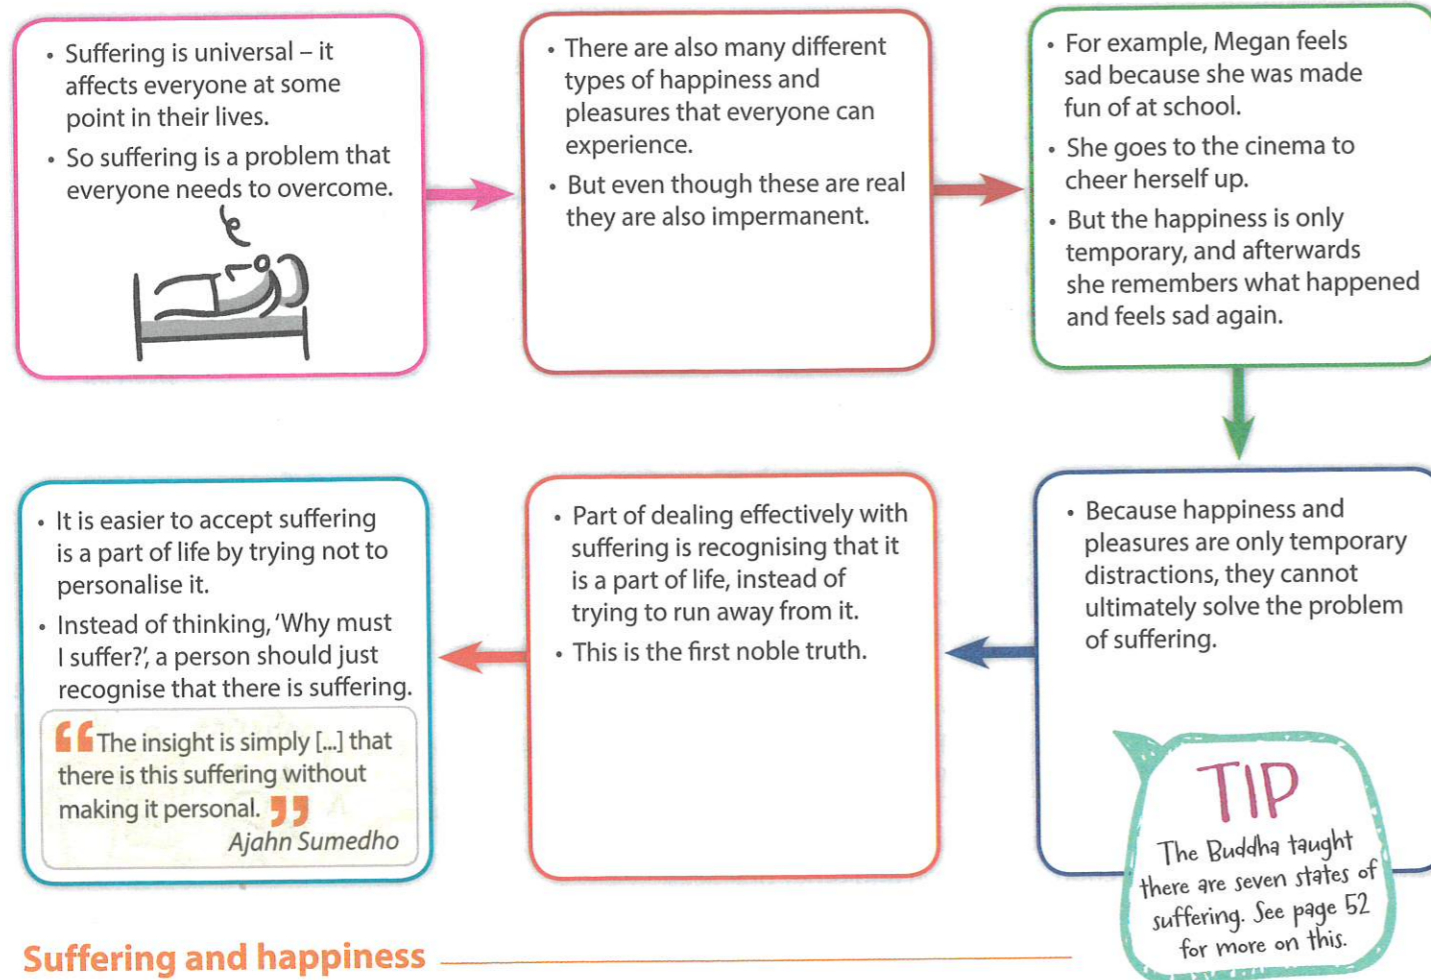 • Suffering is universal – it
affects everyone at some
point in their lives.
• So suffering is a problem that
everyone needs to overcome.
• There are also many different
types of happiness and
pleasures that everyone can
experience.
• But even though these are real
they are also impermanent.
• For example, Megan feels
sad because she was made
fun of at school.
• She goes to the cinema to
cheer herself up.
• But the happiness is only
temporary, and afterwards
she remembers what happened
and feels sad again.
• Because happiness and
pleasures are only temporary
distractions, they cannot
ultimately solve the problem
of suffering.
TIP
The Buddha taught
there are seven states of
suffering. See page 52
for more on this.
• Part of dealing effectively with
suffering is recognising that it
is a part of life, instead of
trying to run away from it.
• This is the first noble truth.
• It is easier to accept suffering
is a part of life by trying not to
personalise it.
• Instead of thinking, ‘Why must
I suffer?’, a person should just
recognise that there is suffering.
“The insight is simply [...] that
there is this suffering without
making it personal.”
Ajahn Sumedho
Suffering and happiness